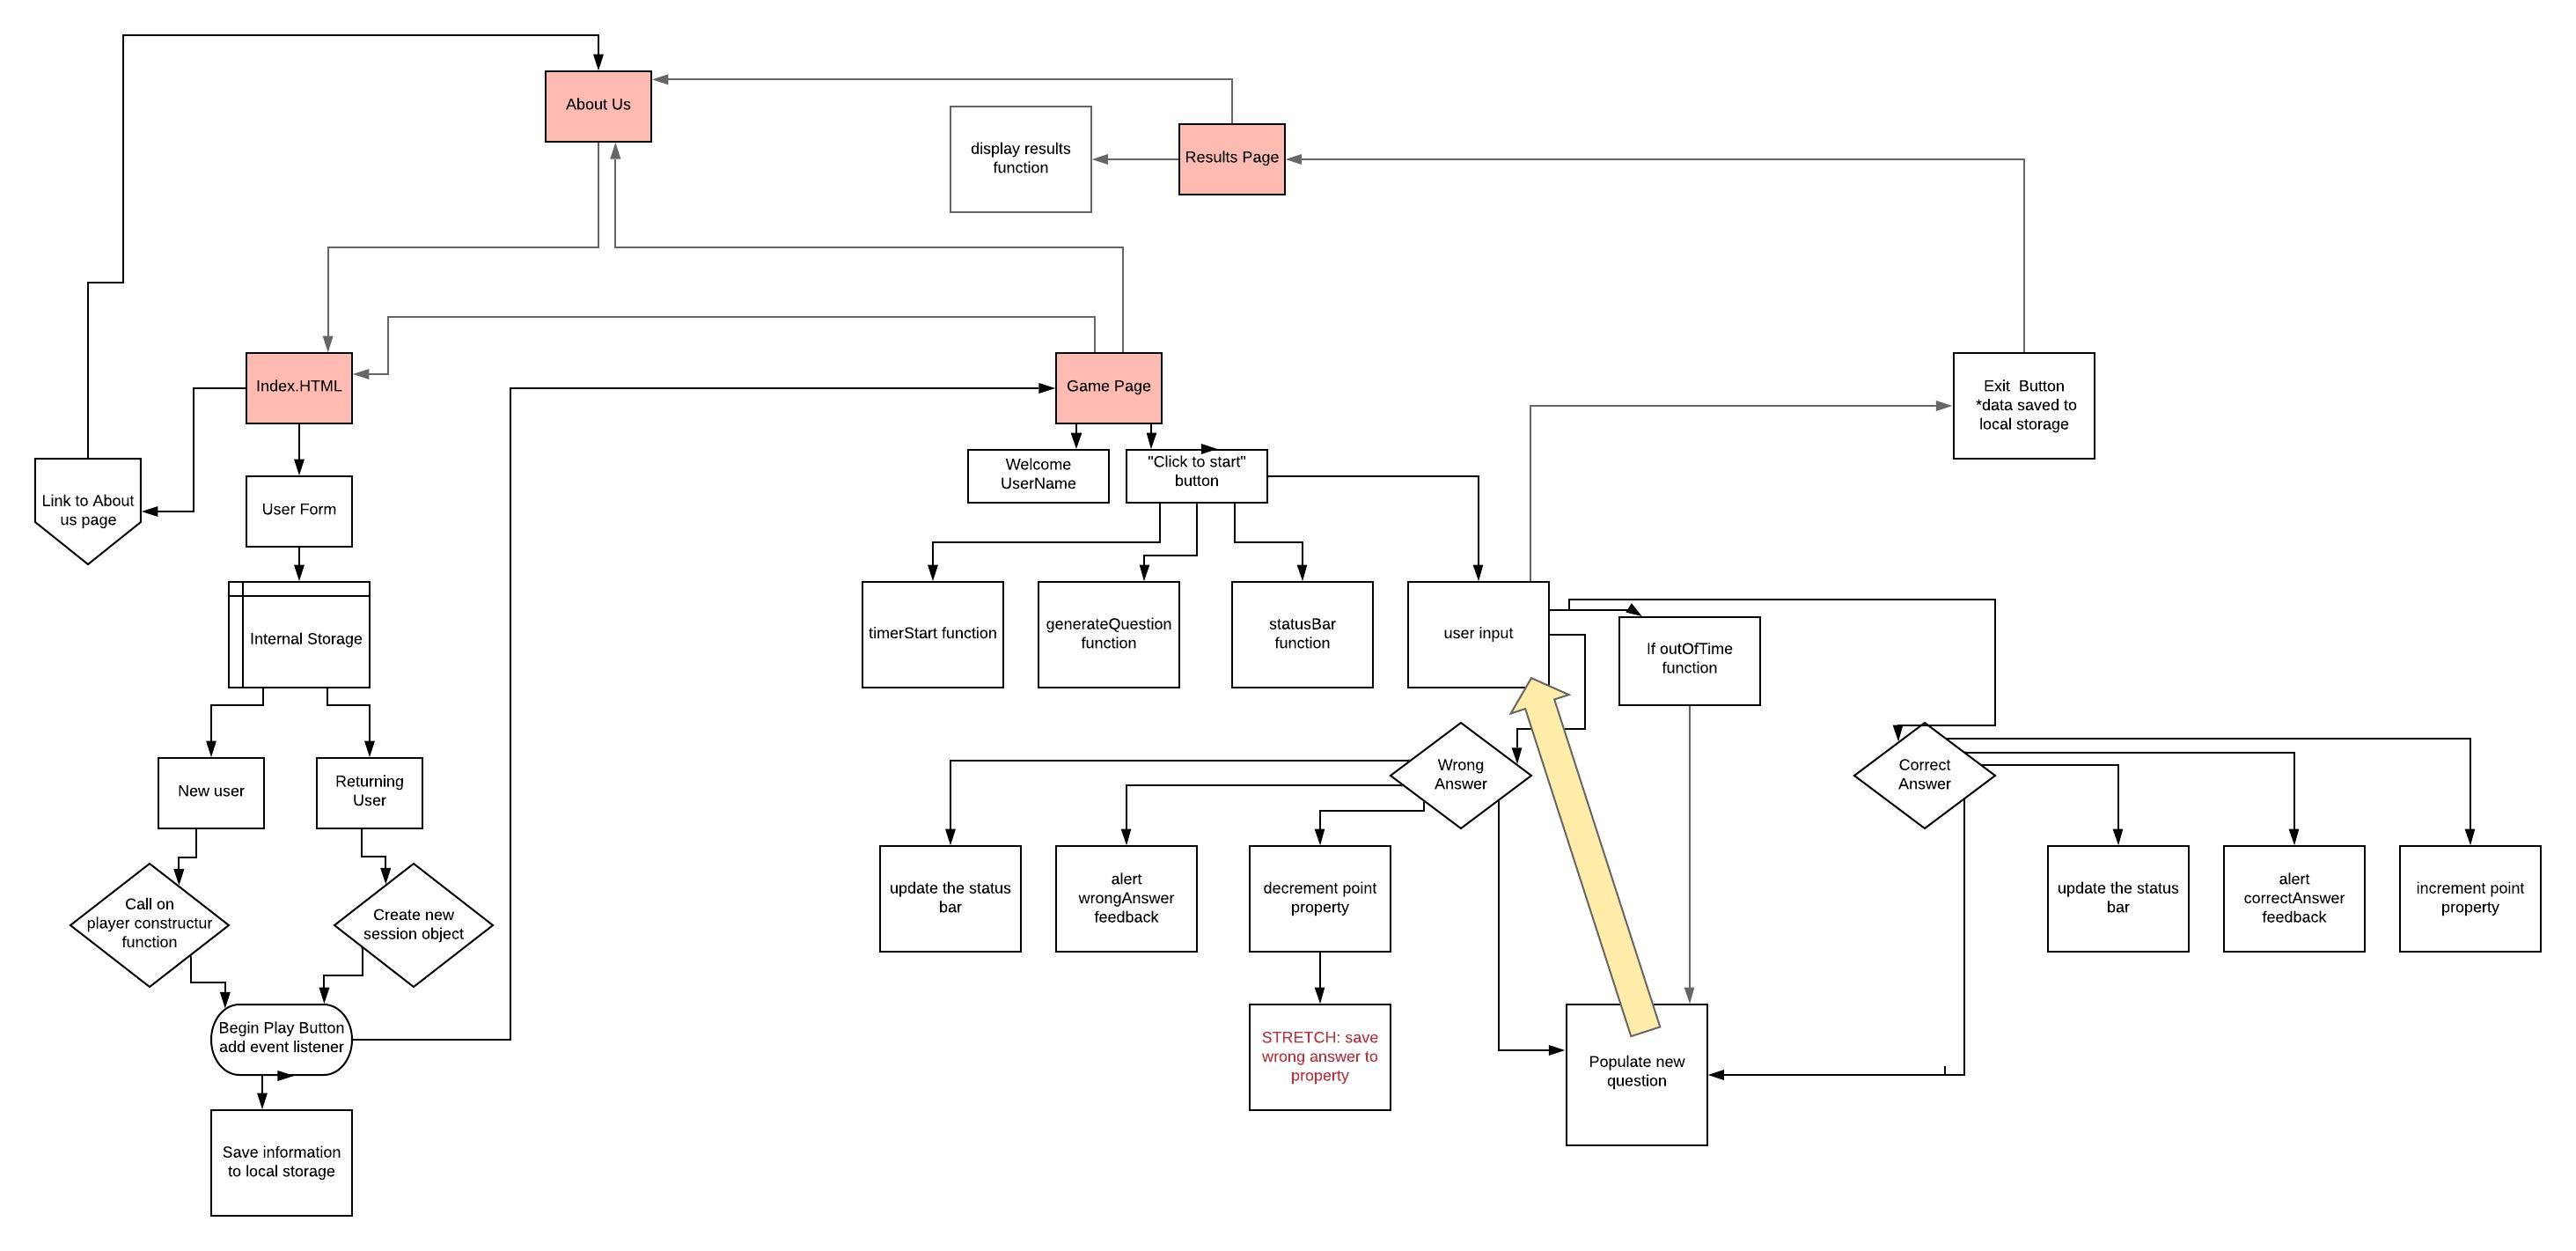 About Us
display results
function
Results Page
Index.HTML
Game Page
Exit  Button
*data saved to
local storage
Welcome
UserName
"Click to start"
button
Link to About
us page
User Form
Internal Storage
timerStart function
generateQuestion
function
statusBar
function
user input
If outOfTime
function
New user
Returning
User
Wrong
Answer
Correct
Answer
Call on
player constructur
function
Create new
session object
update the status
bar
alert
wrongAnswer
feedback
decrement point
property
update the status
bar
alert
correctAnswer
feedback
increment point
property
Begin Play Button
add event listener
STRETCH: save
wrong answer to
property
Populate new
question
Save information
to local storage